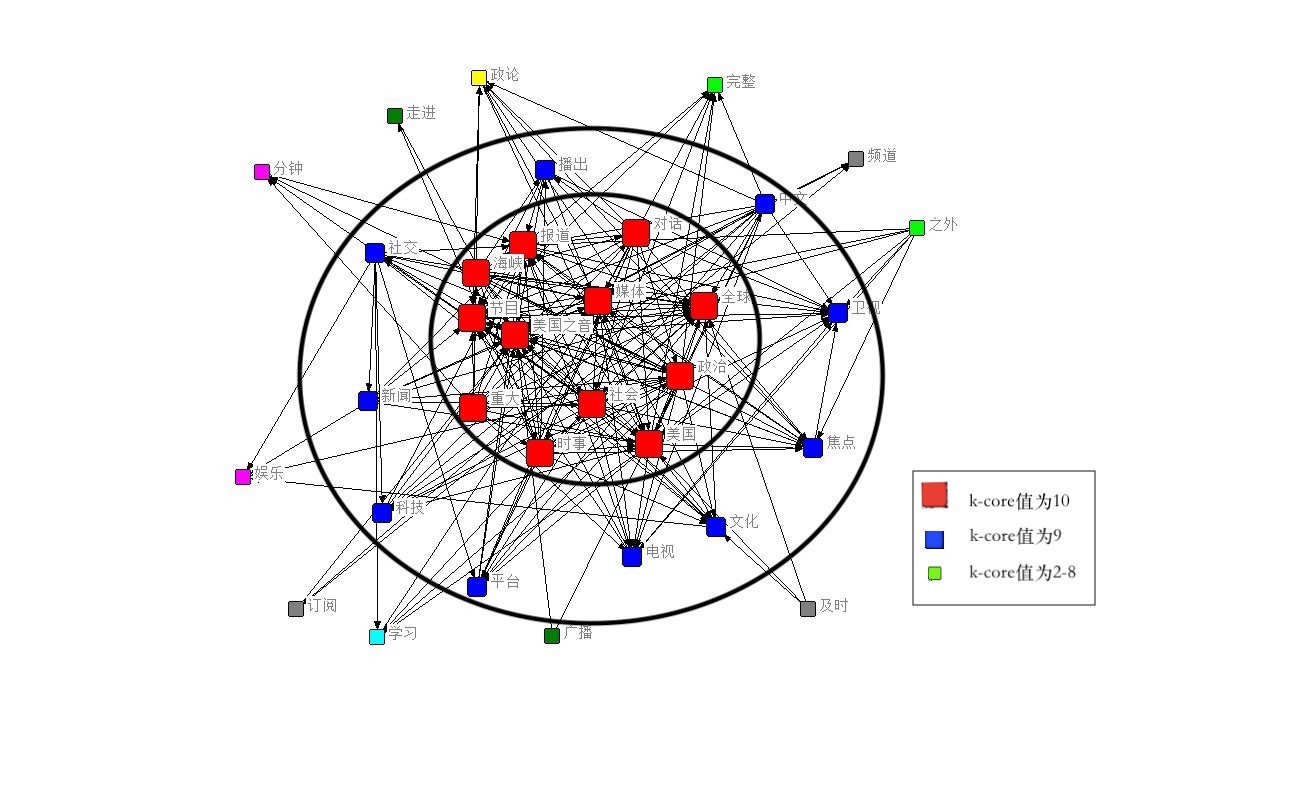 政论
完整
走进
频道
播出
分钟
中文
对话
之外
报道
社交
海峡
媒体
全球
节目
卫视
美国之音
政治
新闻
重大
社会
美国
时事
焦点
娱乐
k-core值为10
科技
文化
k-core值为9
电视
k-core值为2-8
平台
订阅
及时
学习
广播